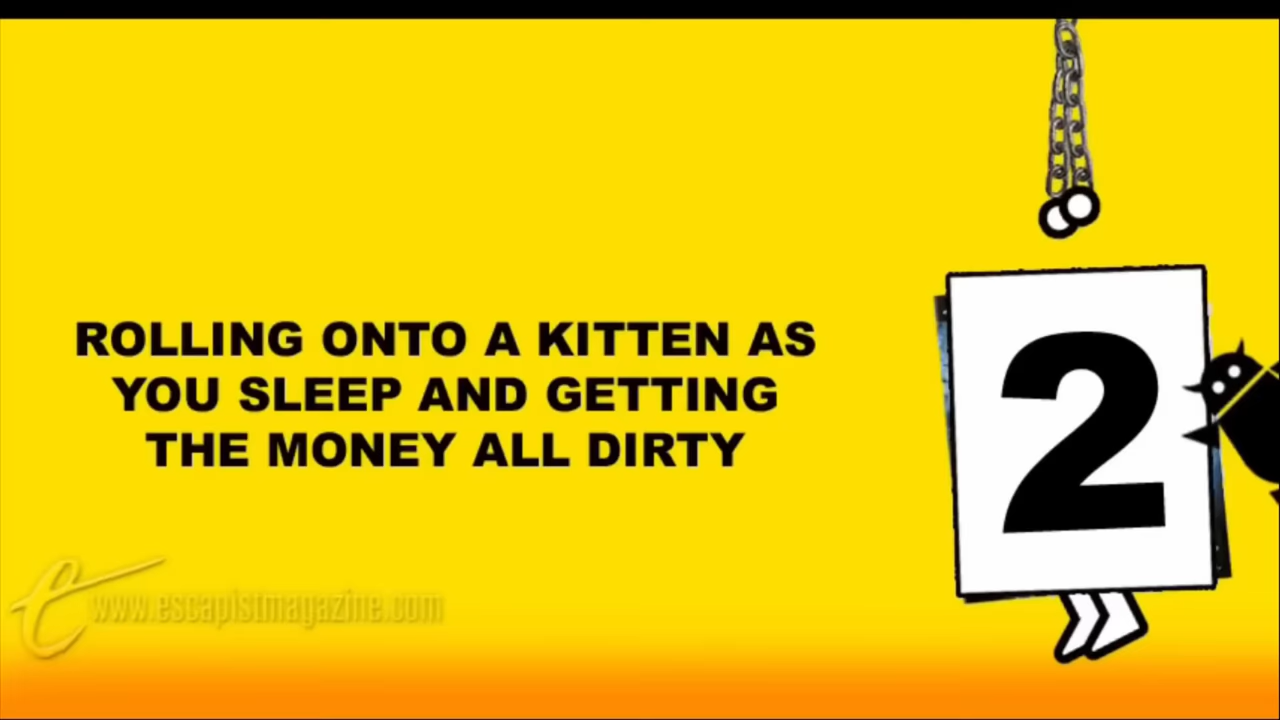 ROLLING ONTO A KITTEN AS
YOU SLEEP AND GETTING
THE MONEY ALL DIRTY
2
www.escapistmagazine.com